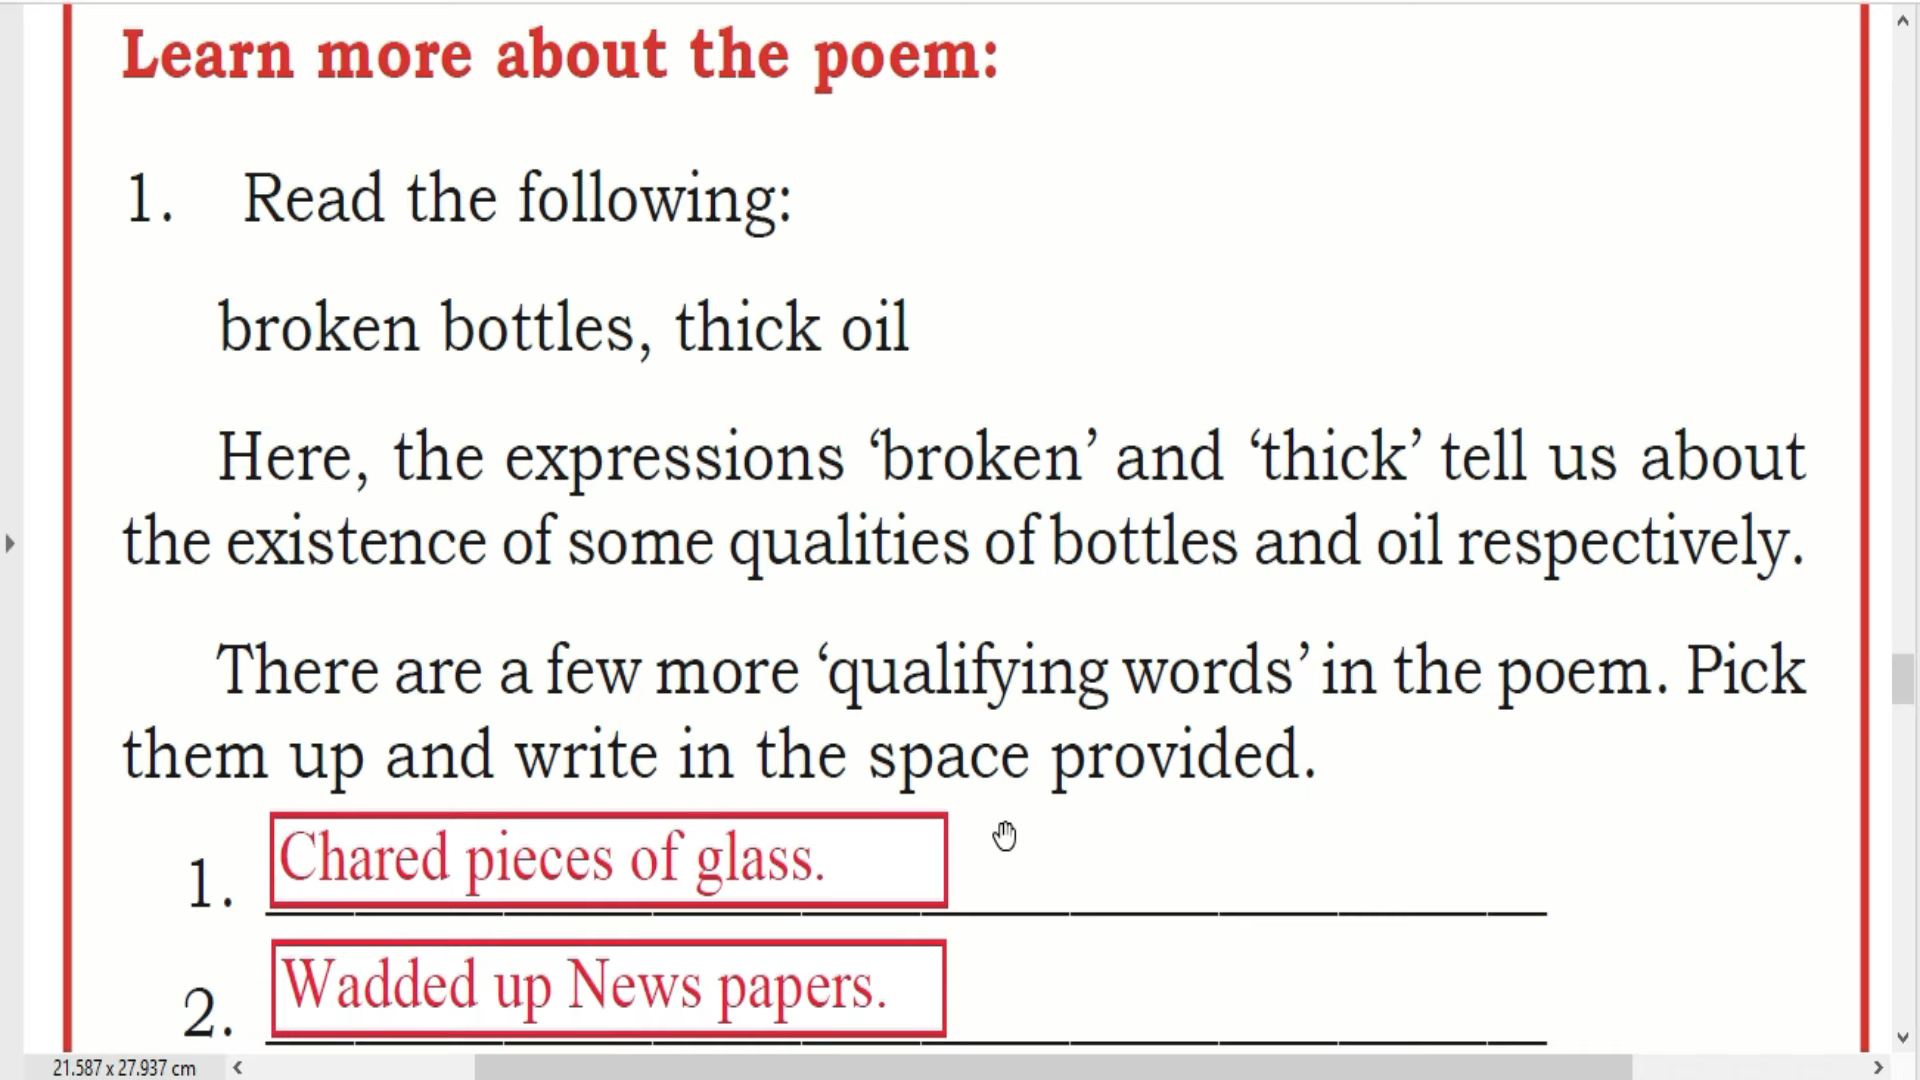 Learn more about the poem:
1. Read the following:
broken bottles, thick oil
Here, the expressions ‘broken’ and ‘thick’ tell us about
the existence of some qualities of bottles and oil respectively.
There are a few more ‘qualifying words’ in the poem. Pick
them up and write in the space provided.
1. Chared pieces of glass.
2. Wadded up News papers.
21.587 x 27.937 cm